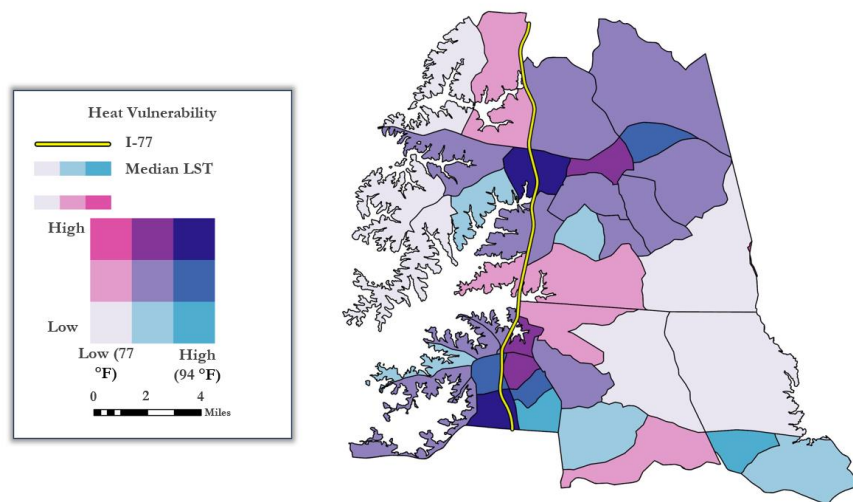 Heat Vulnerability
I-77
Median LST
High
Low
Low (77
°F)
High
(94 °F)
0 2 4
Miles